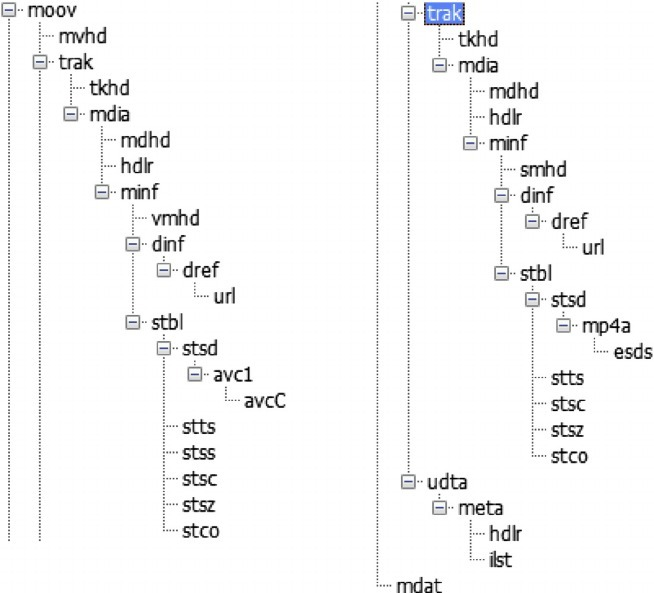 moov
mvhd
trak
tkhd
mdia
mdhd
hdlr
minf
vmhd
dinf
dref
url
stbl
stsd
avc1
avcC
stts
stss
stsc
stsz
stco
trak
tkhd
mdia
mdhd
hdlr
minf
smhd
dinf
dref
url
stbl
stsd
mp4a
esds
stts
stsc
stsz
stco
udta
meta
hdlr
ilst
mdat